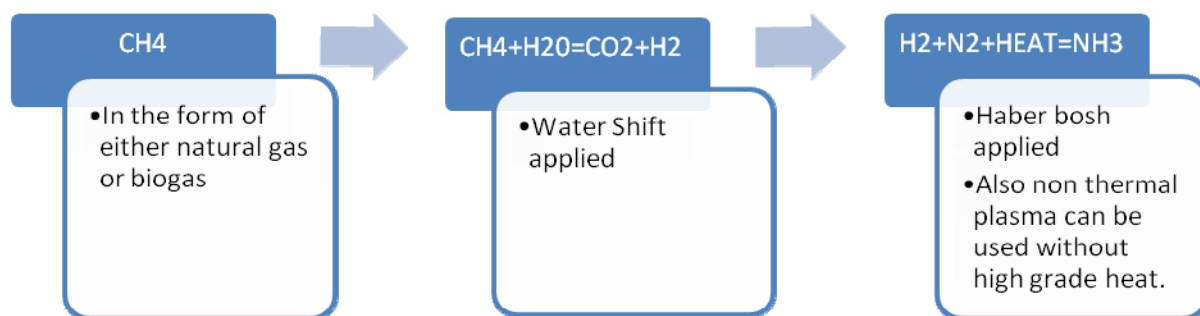 CH4
•In the form of
either natural gas
or biogas
CH4+H20=CO2+H2
•Water Shift
applied
H2+N2+HEAT=NH3
•Haber bosh
applied
•Also non thermal
plasma can be
used without
high grade heat.